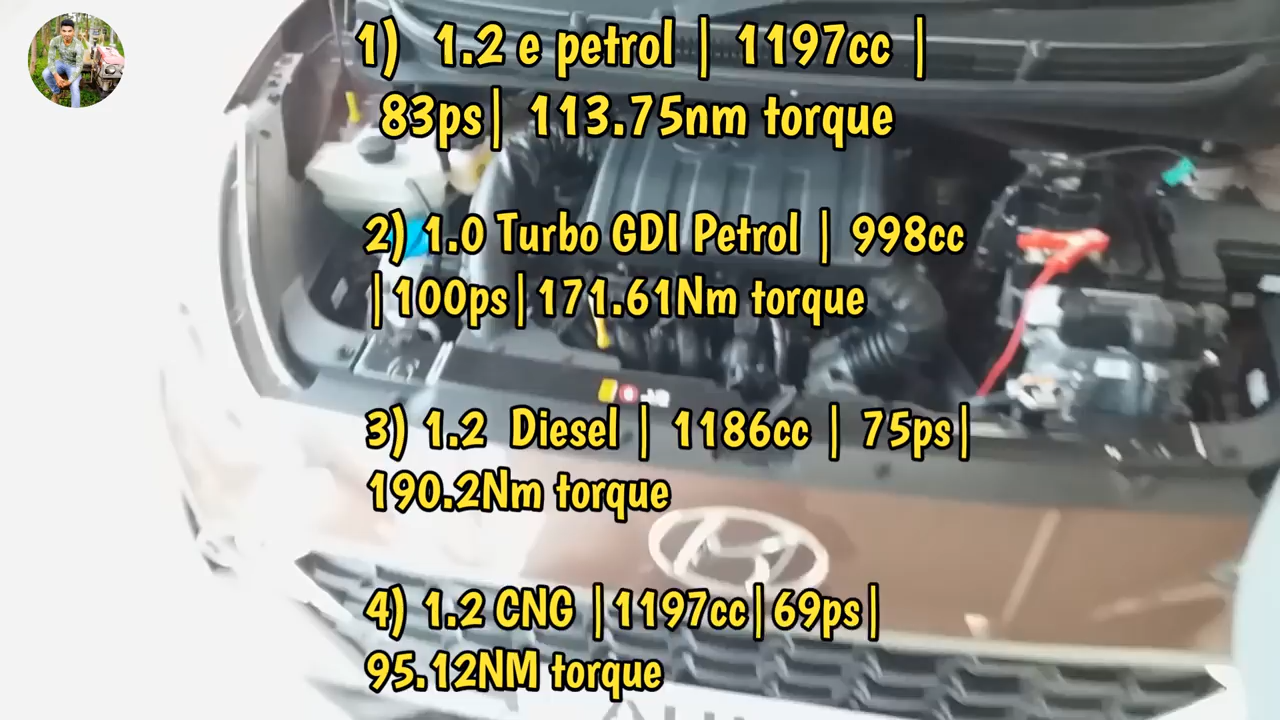 1) 1.2 e petrol | 1197cc |
83ps| 113.75nm torque
2) 1.0 Turbo GDI Petrol | 998cc
|100ps|171.61Nm torque
3) 1.2 Diesel | 1186cc | 75ps|
190.2Nm torque
4) 1.2 CNG |1197cc|69ps|
95.12NM torque